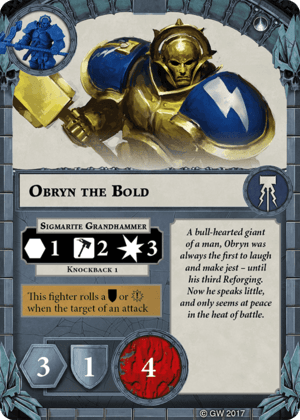 OBRYN THE BOLD
SIGMARITE GRANDHAMMER
1 2 3
KNOCKBACK 1
This fighter rolls a or
when the target of an attack
A bull-hearted giant
of a man, Obryn was
always the first to laugh
and make jest – until
his third Reforging.
Now he speaks little,
and only seems at peace
in the heat of battle.
3 1 4
© GW 2017